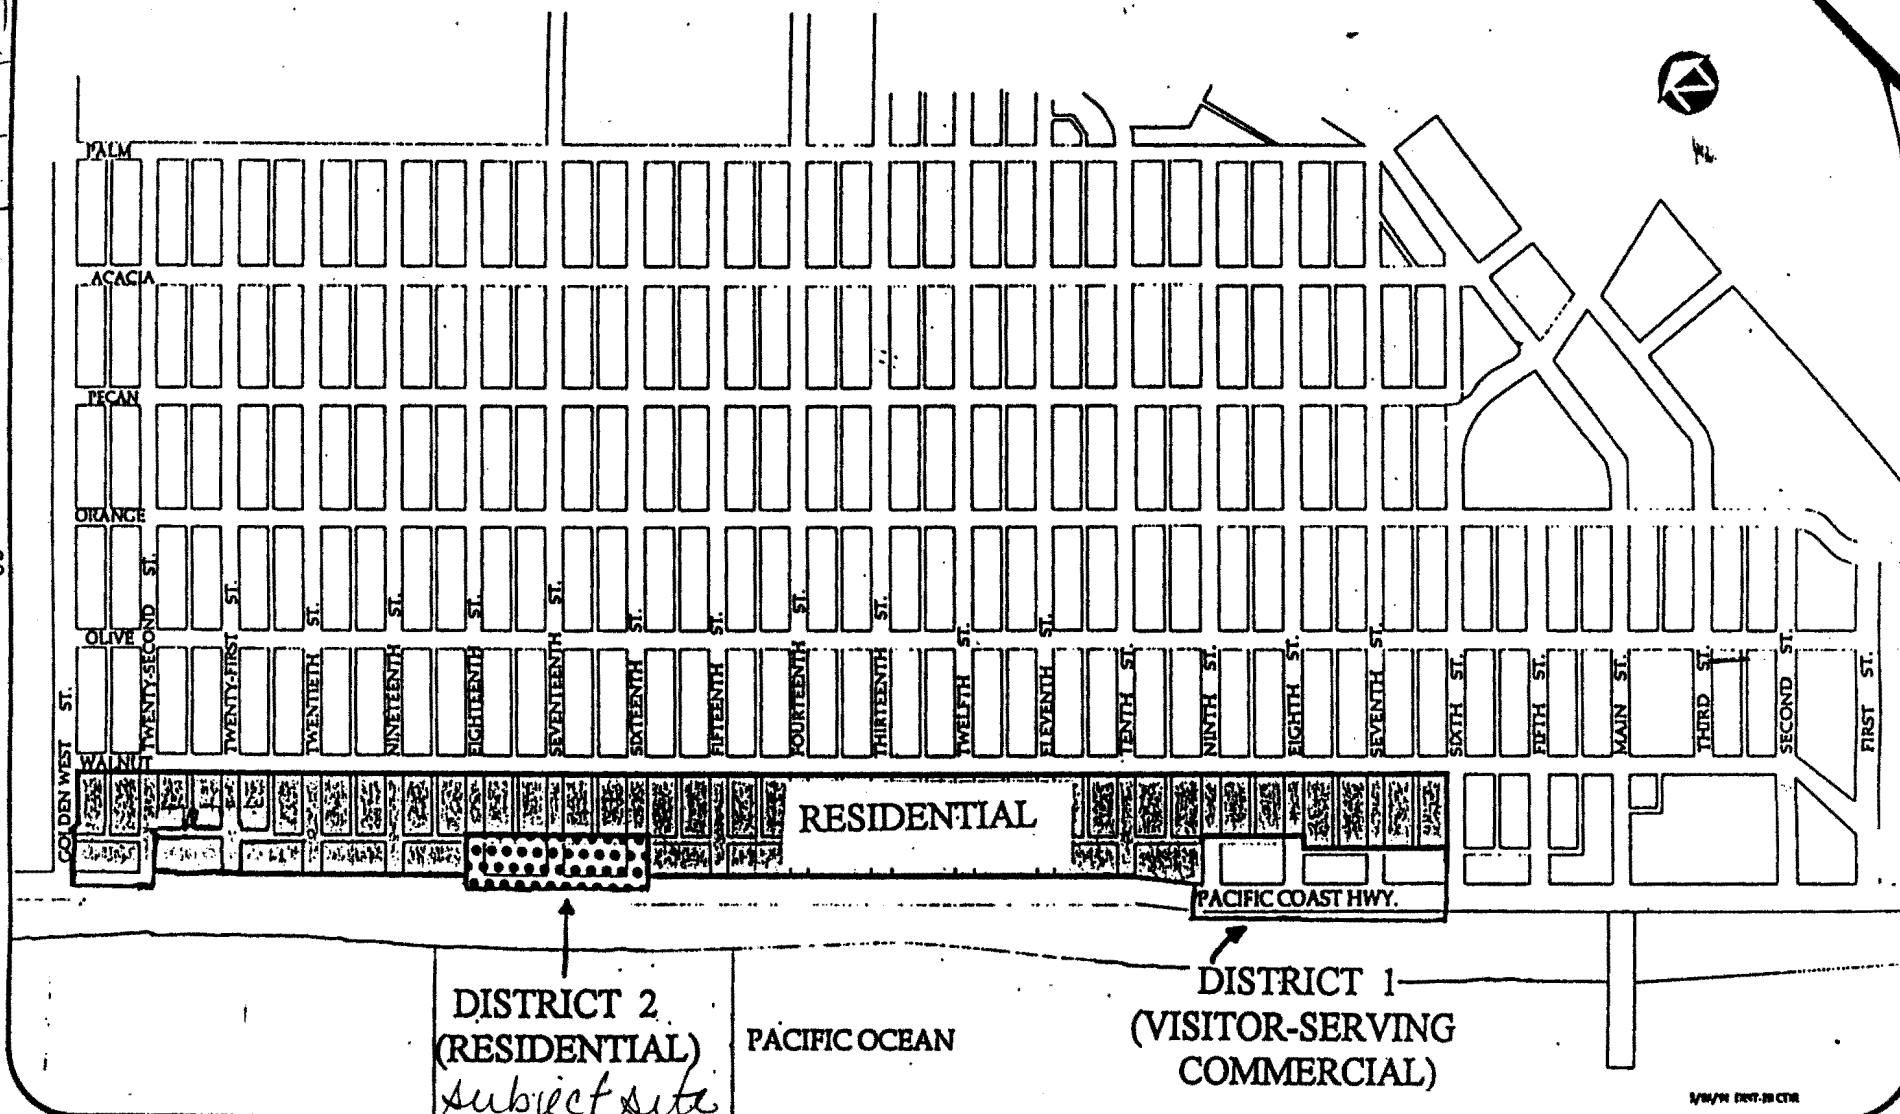 PALM
ACACIA
PECAN
ORANGE
OLIVE
WALNUT
GOLDEN WEST ST.
TWENTY-SECOND ST.
TWENTY-FIRST ST.
TWENTIETH ST.
NINETEENTH ST.
EIGHTEENTH ST.
SEVENTEENTH ST.
SIXTEENTH ST.
FIFTEENTH ST.
FOURTEENTH ST.
THIRTEENTH ST.
TWELFTH ST.
ELEVENTH ST.
TENTH ST.
NINTH ST.
EIGHTH ST.
SEVENTH ST.
SIXTH ST.
FIFTH ST.
MAIN ST.
THIRD ST.
SECOND ST.
FIRST ST.
RESIDENTIAL
PACIFIC COAST HWY.
DISTRICT 2
(RESIDENTIAL)
subject site
PACIFIC OCEAN
DISTRICT 1
(VISITOR-SERVING
COMMERCIAL)